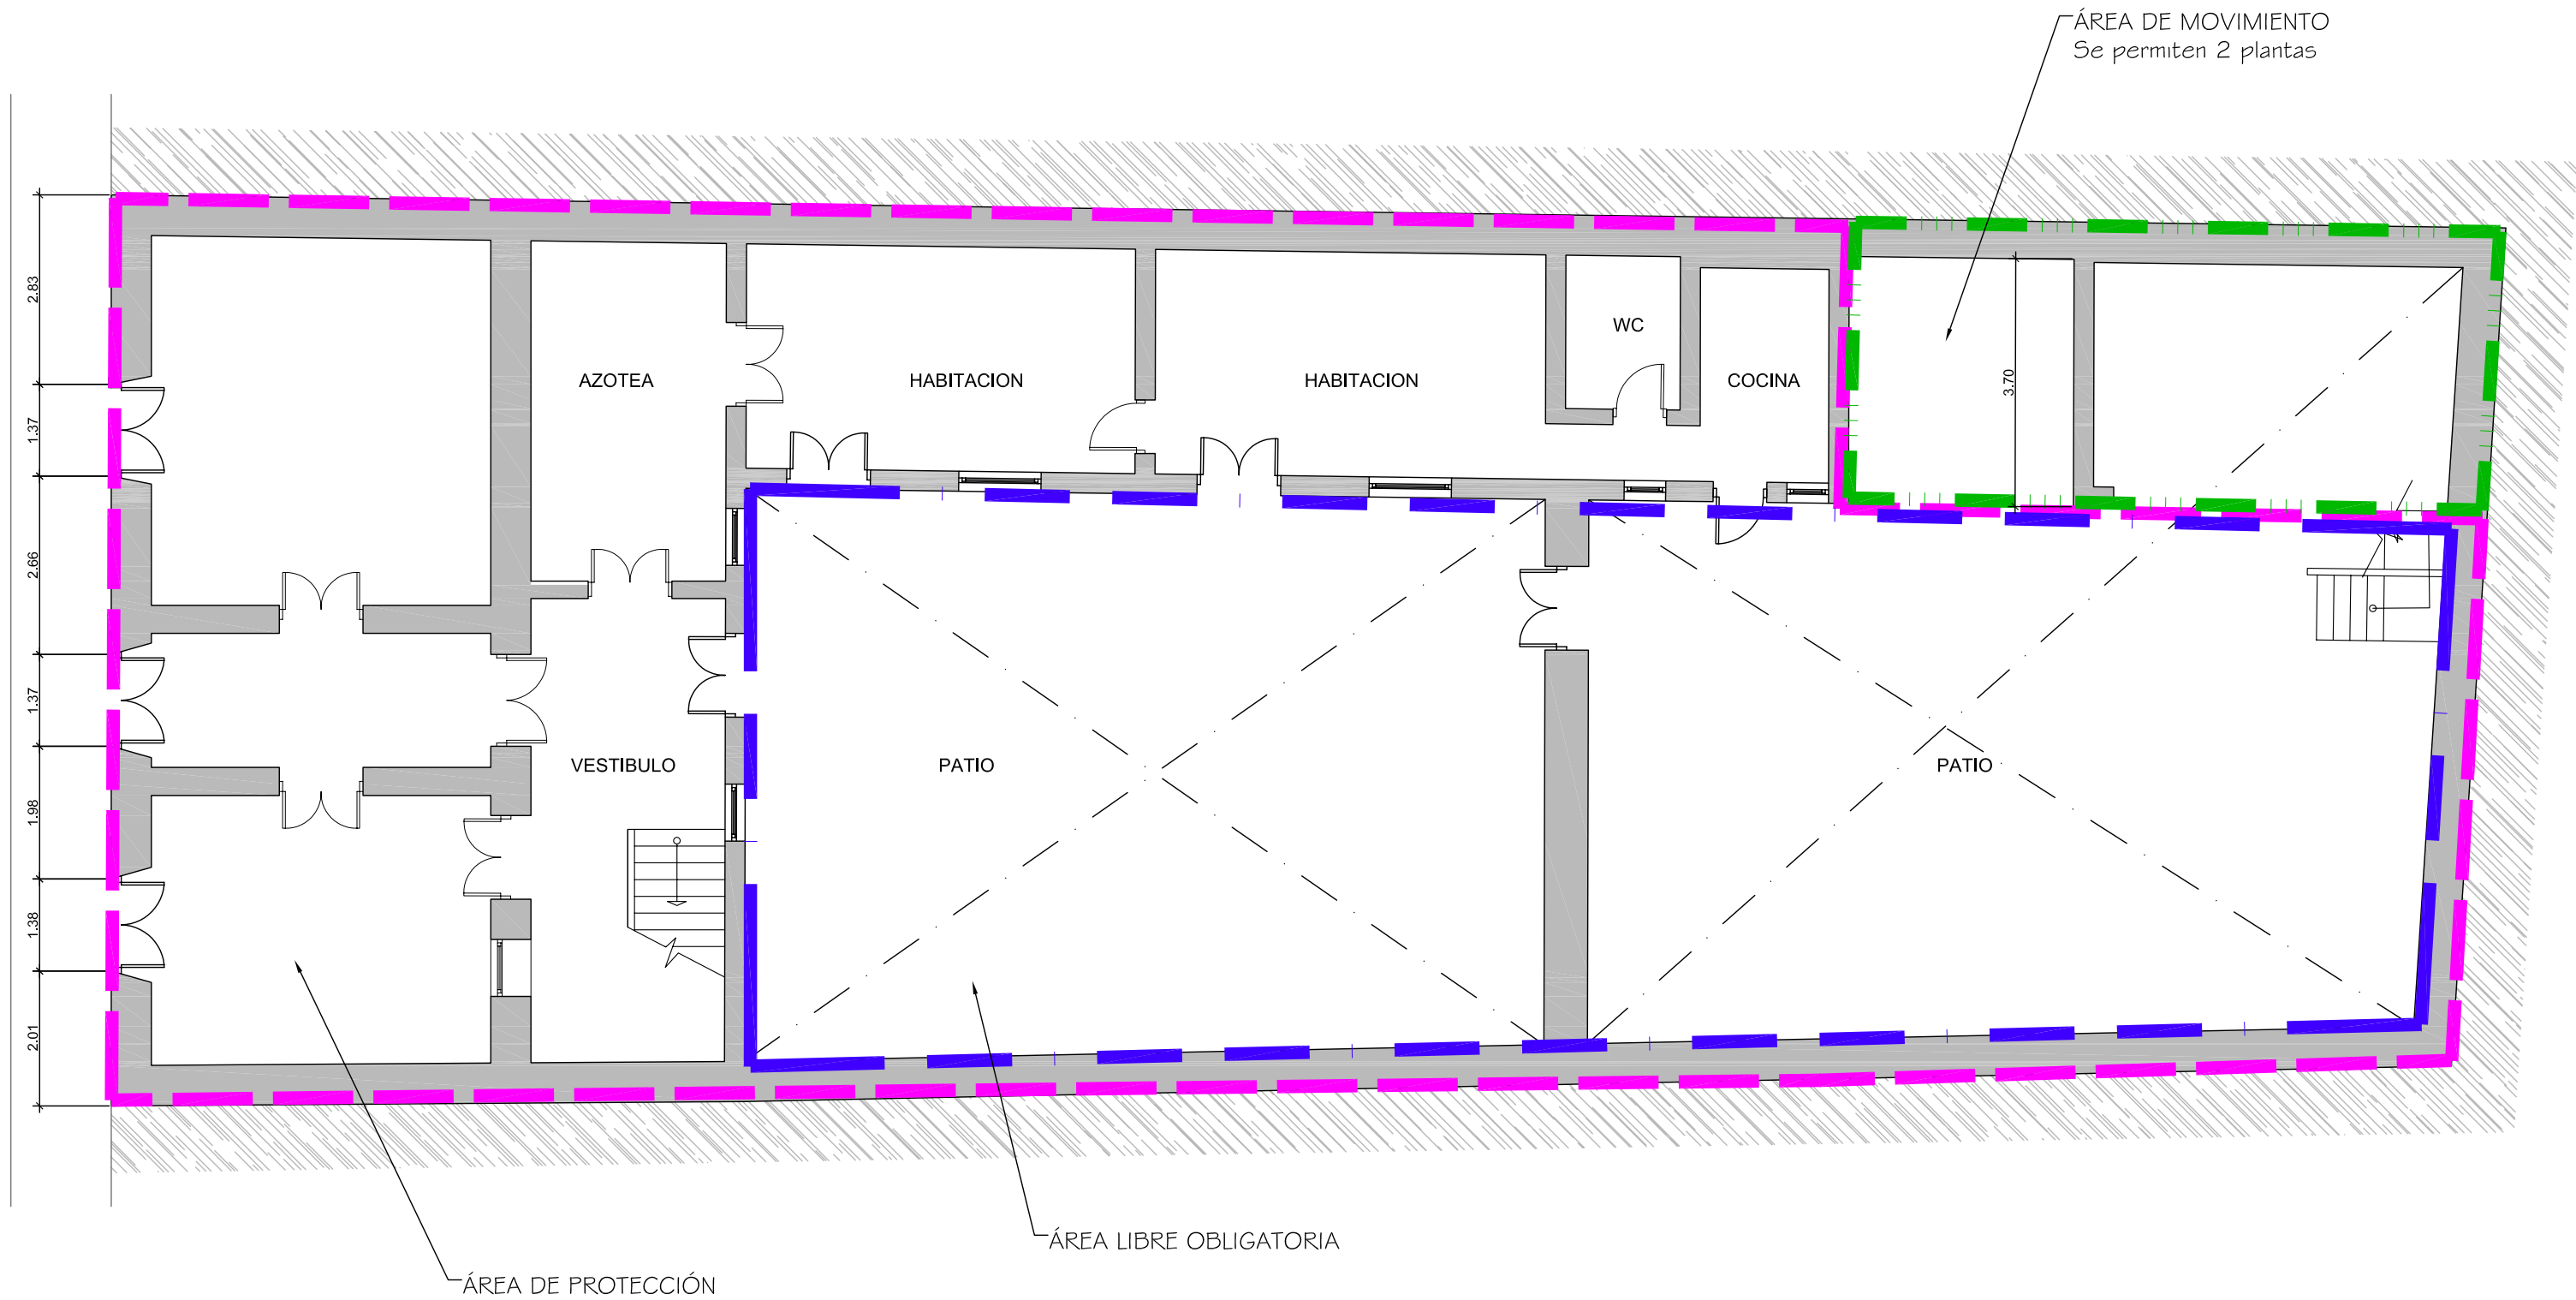 ÁREA DE MOVIMIENTO
Se permiten 2 plantas
2.83
1.37
2.66
1.37
1.98
1.38
2.01
3.70
WC
AZOTEA
HABITACION
HABITACION
COCINA
VESTIBULO
PATIO
PATIO
ÁREA LIBRE OBLIGATORIA
ÁREA DE PROTECCIÓN